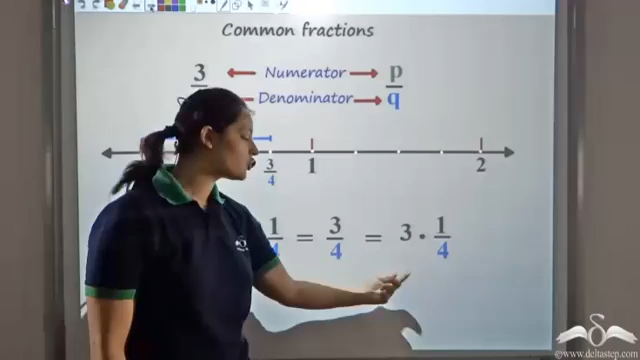 Common fractions
3 Numerator p
Denominator q
3/4 1 2
1/4 = 3/4 = 3 · 1/4
©www.deltastep.com